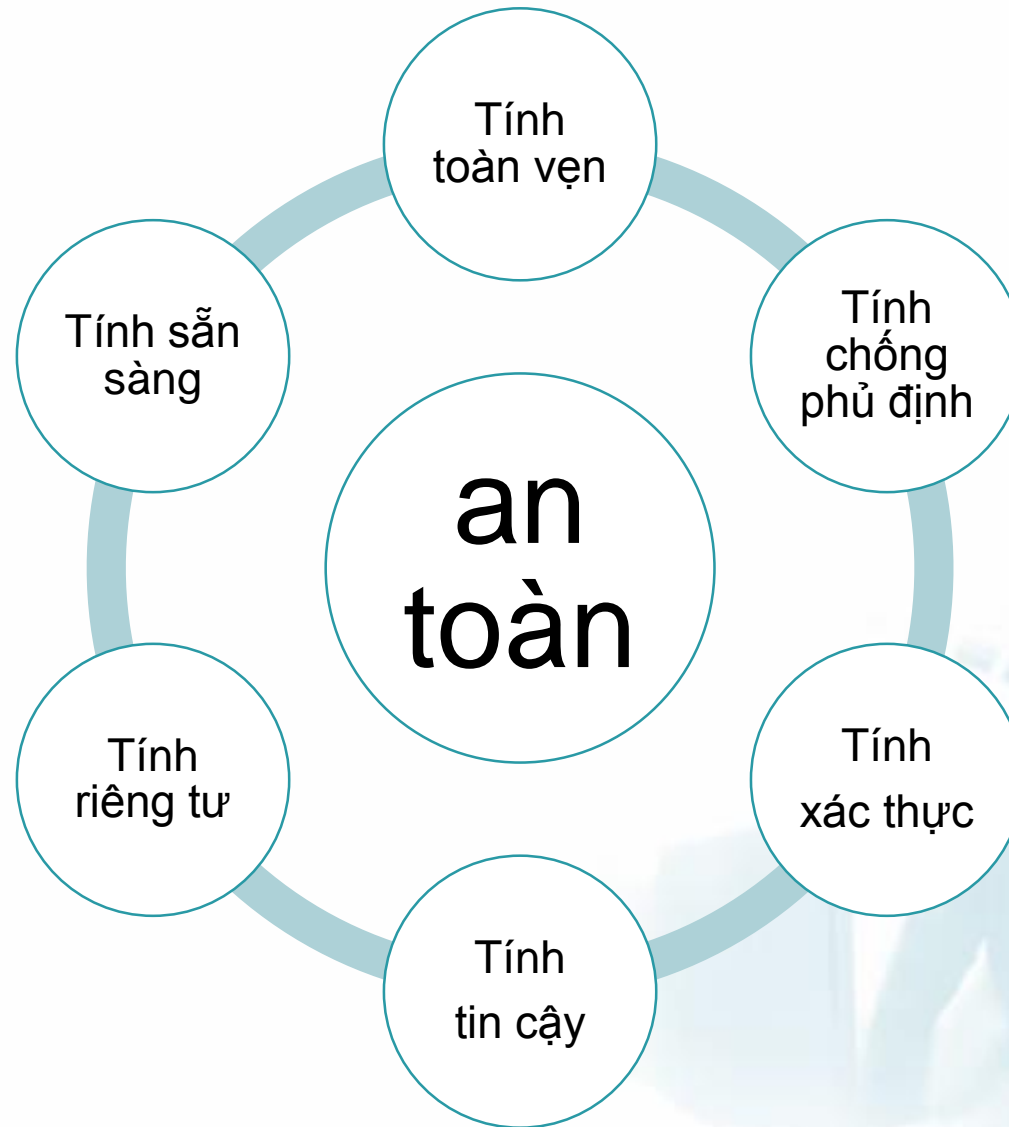 Tính
toàn vẹn
Tính
chống
phủ định
Tính
xác thực
Tính
tin cậy
Tính
riêng tư
Tính sẵn
sàng
an
toàn